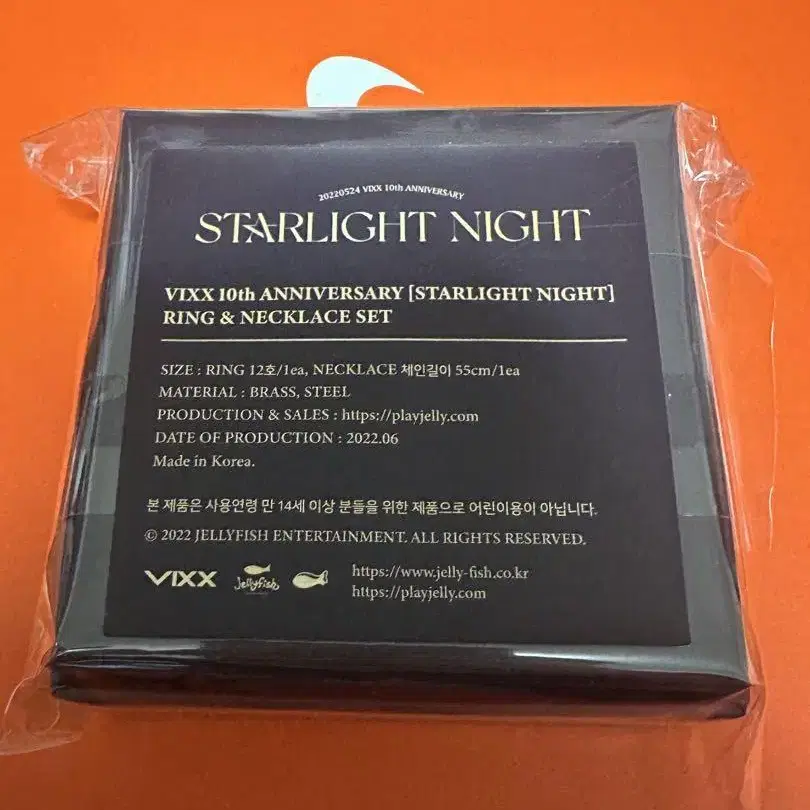 20220524 VIXX 10th ANNIVERSARY
STARLIGHT NIGHT
VIXX 10th ANNIVERSARY [STARLIGHT NIGHT]
RING & NECKLACE SET
SIZE : RING 12호/1ea, NECKLACE 체인길이 55cm/1ea
MATERIAL : BRASS, STEEL
PRODUCTION & SALES : https://playjelly.com
DATE OF PRODUCTION : 2022.06
Made in Korea.
본 제품은 사용연령 만 14세 이상 분들을 위한 제품으로 어린이용이 아닙니다.
© 2022 JELLYFISH ENTERTAINMENT. ALL RIGHTS RESERVED.
VIXX Jellyfish https://www.jelly-fish.co.kr
https://playjelly.com